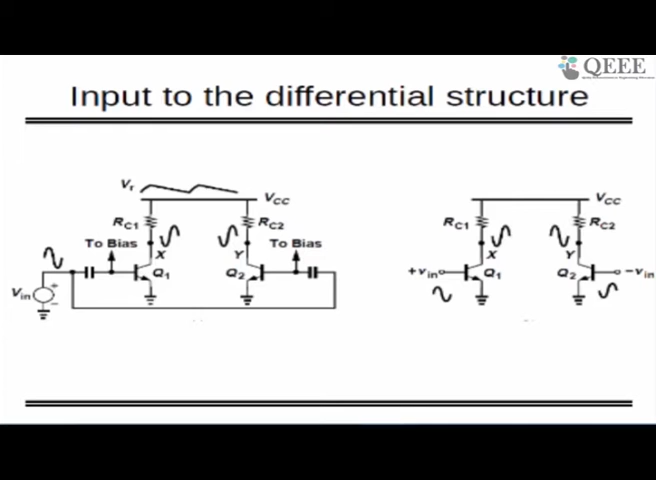 QEEE
Input to the differential structure
Vr
VCC
RC1
RC2
To Bias
To Bias
X
Y
Q1
Q2
Vin
+
−
VCC
RC1
RC2
X
Y
+vin
Q1
Q2
−vin